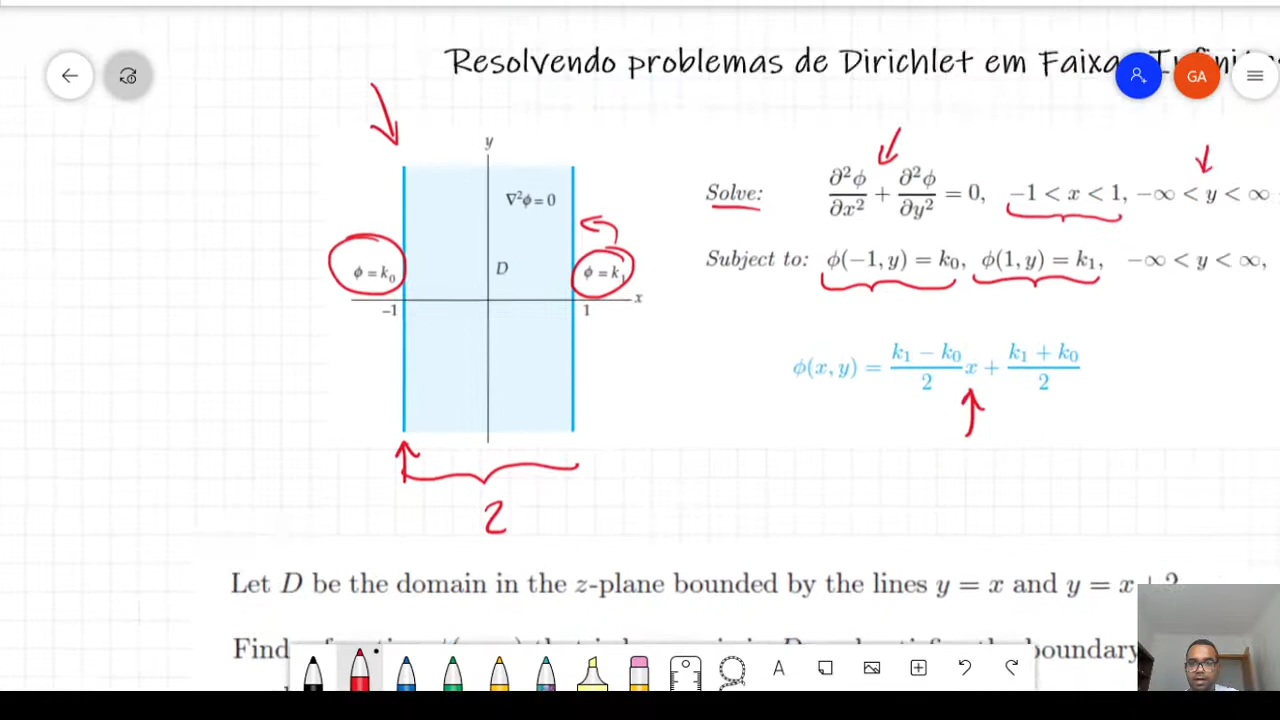 Resolvendo problemas de Dirichlet em
GA
y
∇²ϕ = 0
Solve: ∂²ϕ/∂x² + ∂²ϕ/∂y² = 0, −1 < x < 1, −∞ < y < ∞
Subject to: ϕ(−1, y) = k₀, ϕ(1, y) = k₁, −∞ < y < ∞,
ϕ = k₀
D
ϕ = k₁
x
−1
1
ϕ(x, y) = (k₁ − k₀)/2 x + (k₁ + k₀)/2
2
Let D be the domain in the z-plane bounded by the lines y = x and y = x + 2
Find
boundary
A